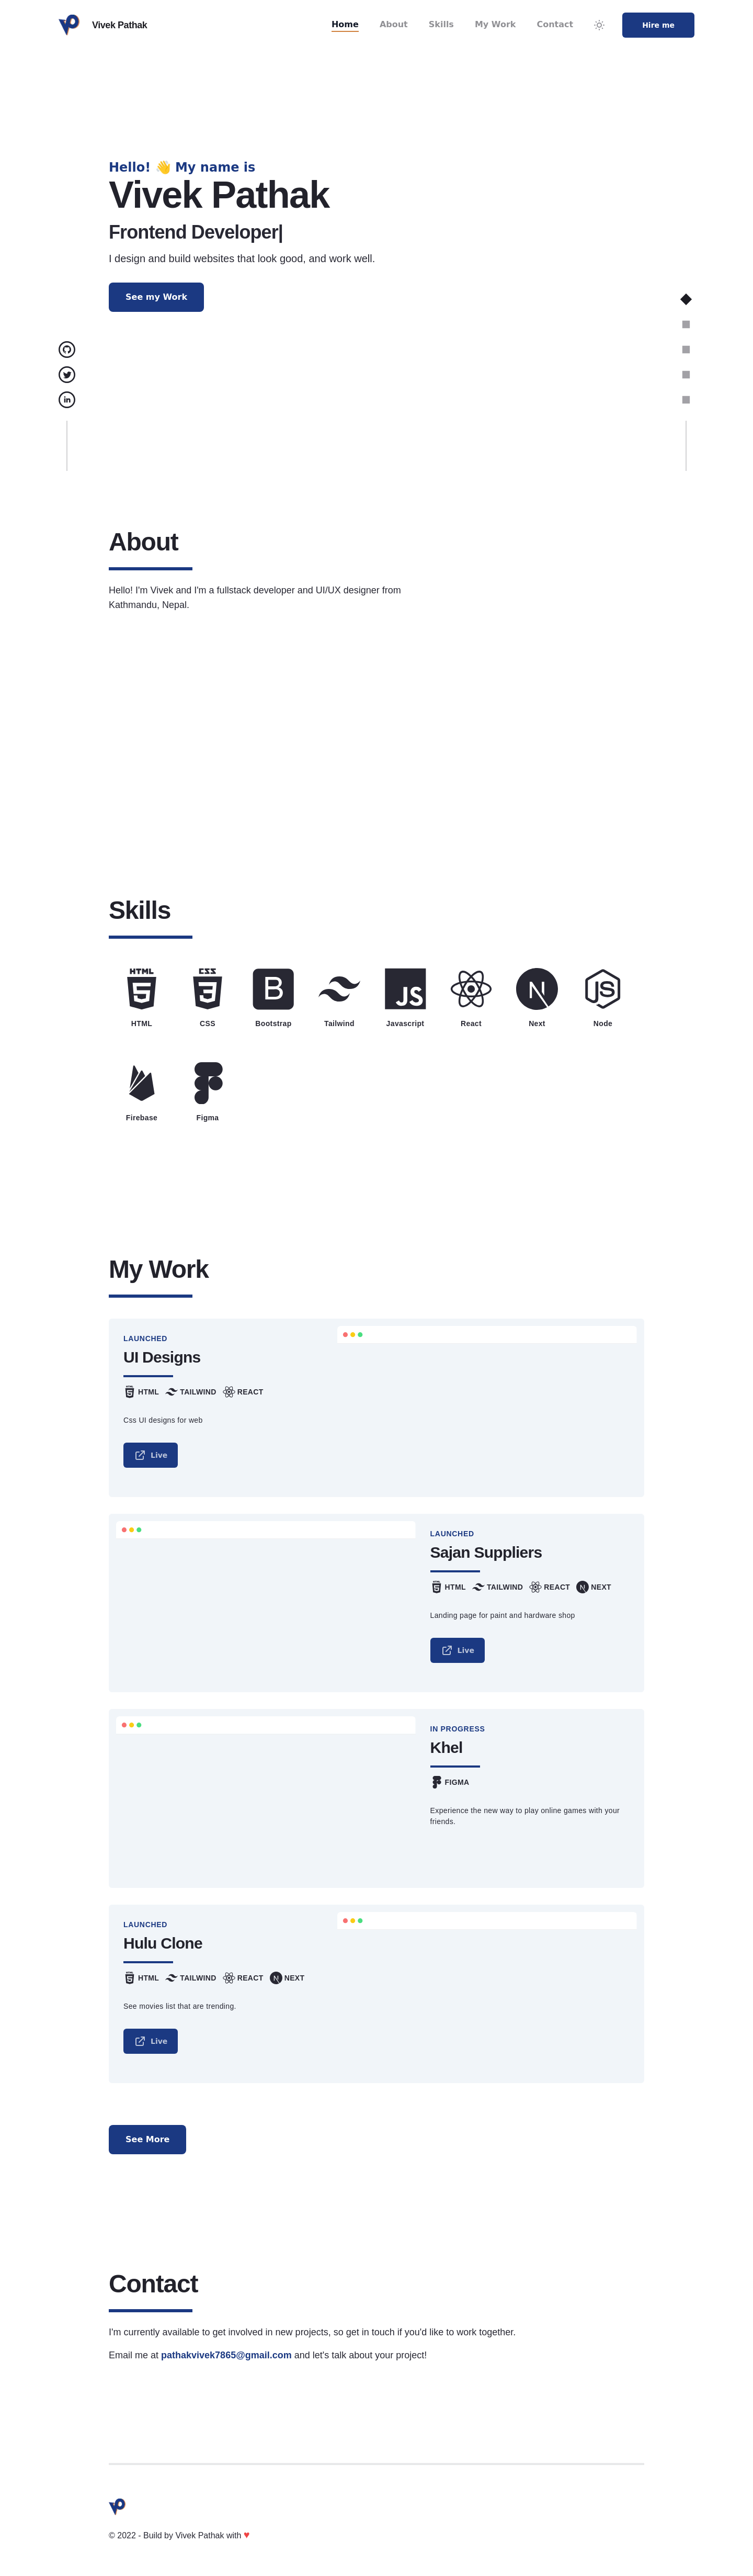 Vivek Pathak
Home About Skills My Work Contact Hire me
Hello! 👋 My name is
Vivek Pathak
Frontend Developer|
I design and build websites that look good, and work well.
See my Work
About
Hello! I'm Vivek and I'm a fullstack developer and UI/UX designer from
Kathmandu, Nepal.
Skills
HTML CSS Bootstrap Tailwind Javascript React Next Node
Firebase Figma
My Work
LAUNCHED
UI Designs
HTML TAILWIND REACT
Css UI designs for web
Live
LAUNCHED
Sajan Suppliers
HTML TAILWIND REACT NEXT
Landing page for paint and hardware shop
Live
IN PROGRESS
Khel
FIGMA
Experience the new way to play online games with your
friends.
LAUNCHED
Hulu Clone
HTML TAILWIND REACT NEXT
See movies list that are trending.
Live
See More
Contact
I'm currently available to get involved in new projects, so get in touch if you'd like to work together.
Email me at pathakvivek7865@gmail.com and let's talk about your project!
© 2022 - Build by Vivek Pathak with ♥